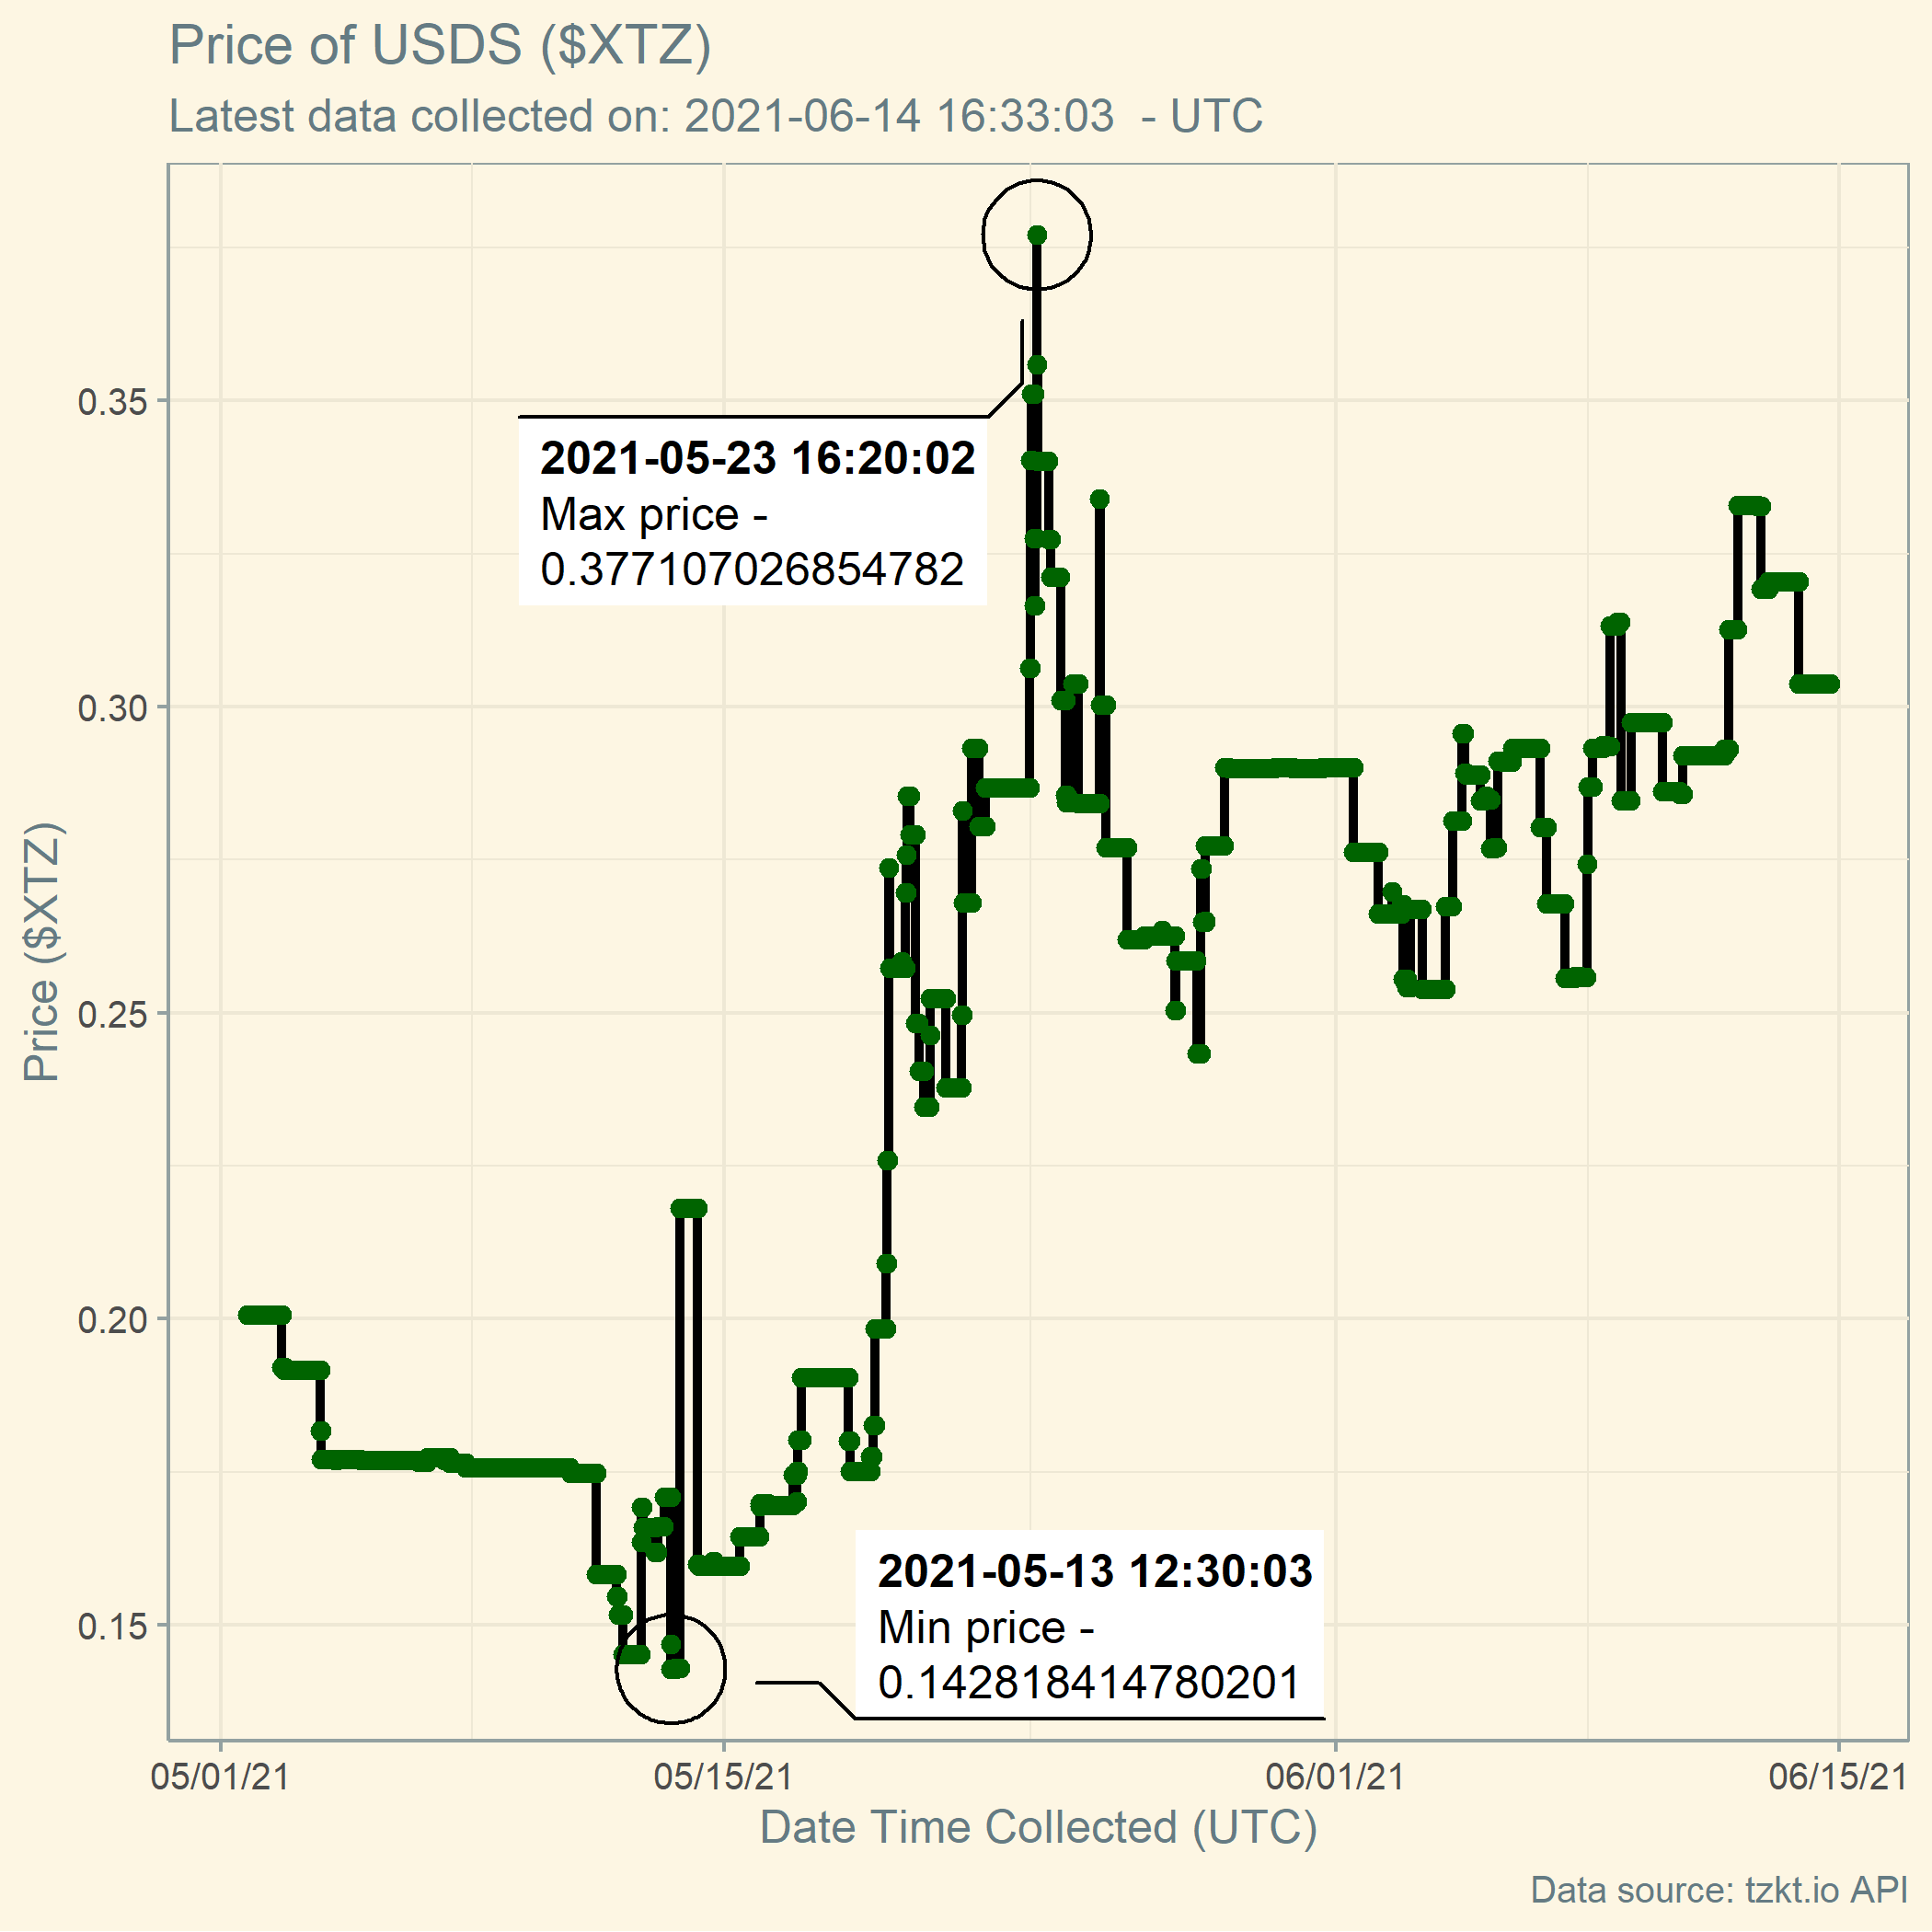 Price of USDS ($XTZ)
Latest data collected on: 2021-06-14 16:33:03  - UTC
Price ($XTZ)
0.35
0.30
0.25
0.20
0.15
2021-05-23 16:20:02
Max price -
0.377107026854782
2021-05-13 12:30:03
Min price -
0.142818414780201
05/01/21
05/15/21
06/01/21
06/15/21
Date Time Collected (UTC)
Data source: tzkt.io API